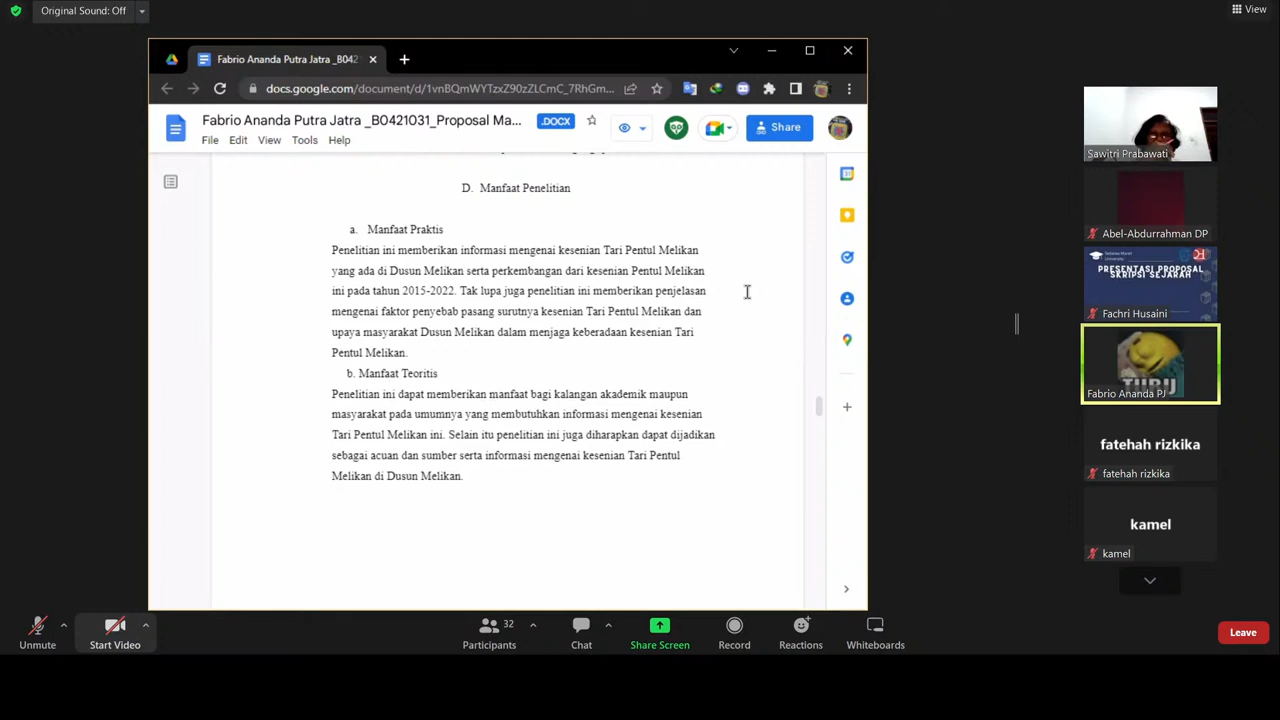 Original Sound: Off
View
Fabrio Ananda Putra Jatra _B042
docs.google.com/document/d/1vnBQmWYTzxZ90zZLCmC_7RhGm...
Fabrio Ananda Putra Jatra _B0421031_Proposal Ma...
.DOCX
Share
File Edit View Tools Help
D. Manfaat Penelitian
a. Manfaat Praktis
Penelitian ini memberikan informasi mengenai kesenian Tari Pentul Melikan
yang ada di Dusun Melikan serta perkembangan dari kesenian Pentul Melikan
ini pada tahun 2015-2022. Tak lupa juga penelitian ini memberikan penjelasan
mengenai faktor penyebab pasang surutnya kesenian Tari Pentul Melikan dan
upaya masyarakat Dusun Melikan dalam menjaga keberadaan kesenian Tari
Pentul Melikan.
b. Manfaat Teoritis
Penelitian ini dapat memberikan manfaat bagi kalangan akademik maupun
masyarakat pada umumnya yang membutuhkan informasi mengenai kesenian
Tari Pentul Melikan ini. Selain itu penelitian ini juga diharapkan dapat dijadikan
sebagai acuan dan sumber serta informasi mengenai kesenian Tari Pentul
Melikan di Dusun Melikan.
Sawitri Prabawati
Abel-Abdurrahman DP
PRESENTASI PROPOSAL
SKRIPSI SEJARAH
Fachri Husaini
Fabrio Ananda PJ
fatehah rizkika
fatehah rizkika
kamel
kamel
Unmute
Start Video
32
Participants
Chat
Share Screen
Record
Reactions
Whiteboards
Leave